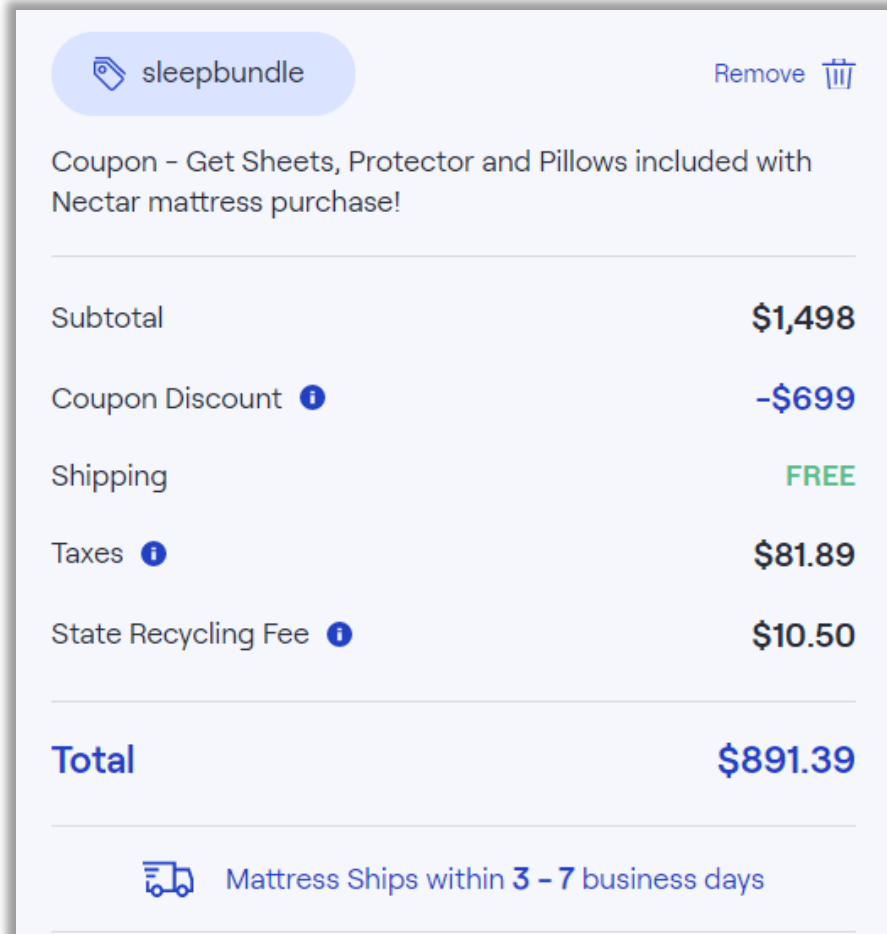 sleepbundle
Remove
Coupon - Get Sheets, Protector and Pillows included with
Nectar mattress purchase!
Subtotal $1,498
Coupon Discount -$699
Shipping FREE
Taxes $81.89
State Recycling Fee $10.50
Total $891.39
Mattress Ships within 3 - 7 business days